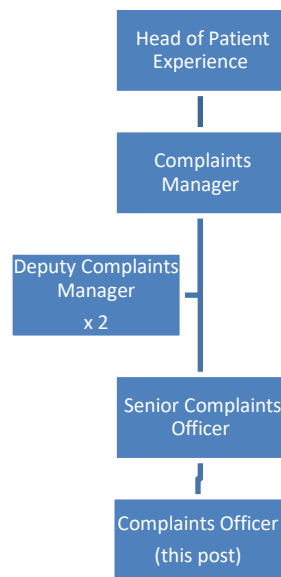 Head of Patient
Experience
Complaints
Manager
Deputy Complaints
Manager
x 2
Senior Complaints
Officer
Complaints Officer
(this post)